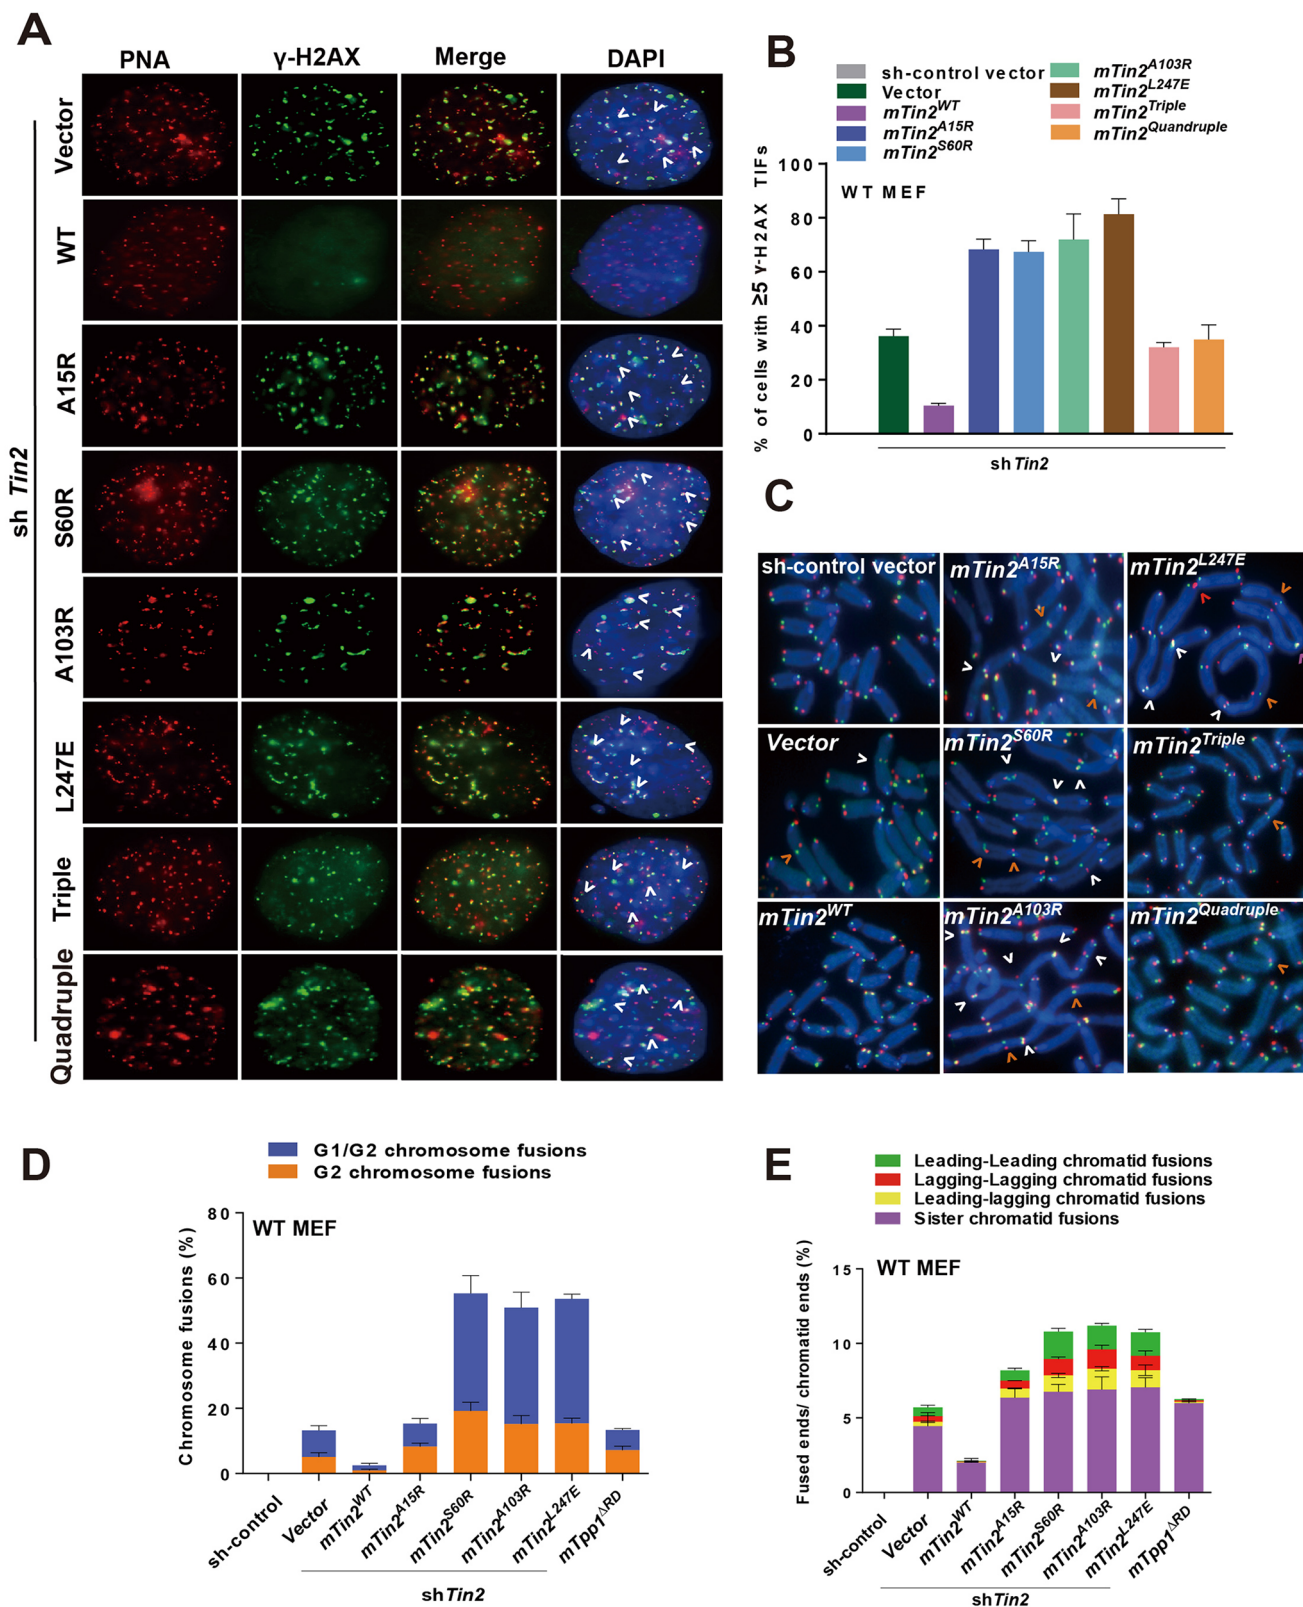 A
PNA
γ-H2AX
Merge
DAPI
sh Tin2
Vector
WT
A15R
S60R
A103R
L247E
Triple
Quadruple
B
sh-control vector
Vector
mTin2WT
mTin2A15R
mTin2S60R
mTin2A103R
mTin2L247E
mTin2Triple
mTin2Quadruple
% of cells with ≥5 γ-H2AX TIFs
100
80
60
40
20
0
WT MEF
shTin2
C
sh-control vector
mTin2A15R
mTin2L247E
Vector
mTin2S60R
mTin2Triple
mTin2WT
mTin2A103R
mTin2Quadruple
D
G1/G2 chromosome fusions
G2 chromosome fusions
WT MEF
Chromosome fusions (%)
80
60
40
20
0
sh-control
Vector
mTin2WT
mTin2A15R
mTin2S60R
mTin2A103R
mTin2L247E
mTpp1ΔRD
shTin2
E
Leading-Leading chromatid fusions
Lagging-Lagging chromatid fusions
Leading-lagging chromatid fusions
Sister chromatid fusions
WT MEF
Fused ends/ chromatid ends (%)
15
10
5
0
sh-control
Vector
mTin2WT
mTin2A15R
mTin2S60R
mTin2A103R
mTin2L247E
mTpp1ΔRD
shTin2